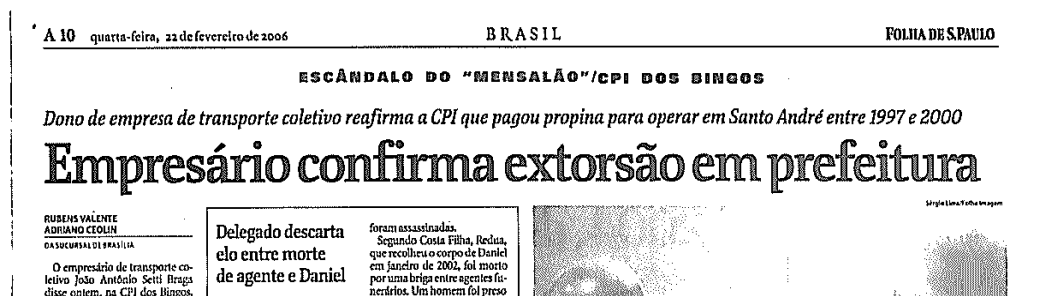 A 10 quarta-feira, 22 de fevereiro de 2006 BRASIL FOLHA DE S.PAULO
ESCÂNDALO DO "MENSALÃO"/CPI DOS BINGOS
Dono de empresa de transporte coletivo reafirma a CPI que pagou propina para operar em Santo André entre 1997 e 2000
Empresário confirma extorsão em prefeitura
Sérgio Lima/Folha Imagem
RUBENS VALENTE
ADRIANO CEOLIN
DA SUCURSAL DE BRASÍLIA
O empresário de transporte co-
letivo João Antônio Setti Braga
disse ontem, na CPI dos Bingos,
Delegado descarta
elo entre morte
de agente e Daniel
foram assassinadas.
Segundo Costa Filha, Redua,
que recolheu o corpo de Daniel
em janeiro de 2002, foi morto
por uma briga entre agentes fu-
nerários. Um homem foi preso